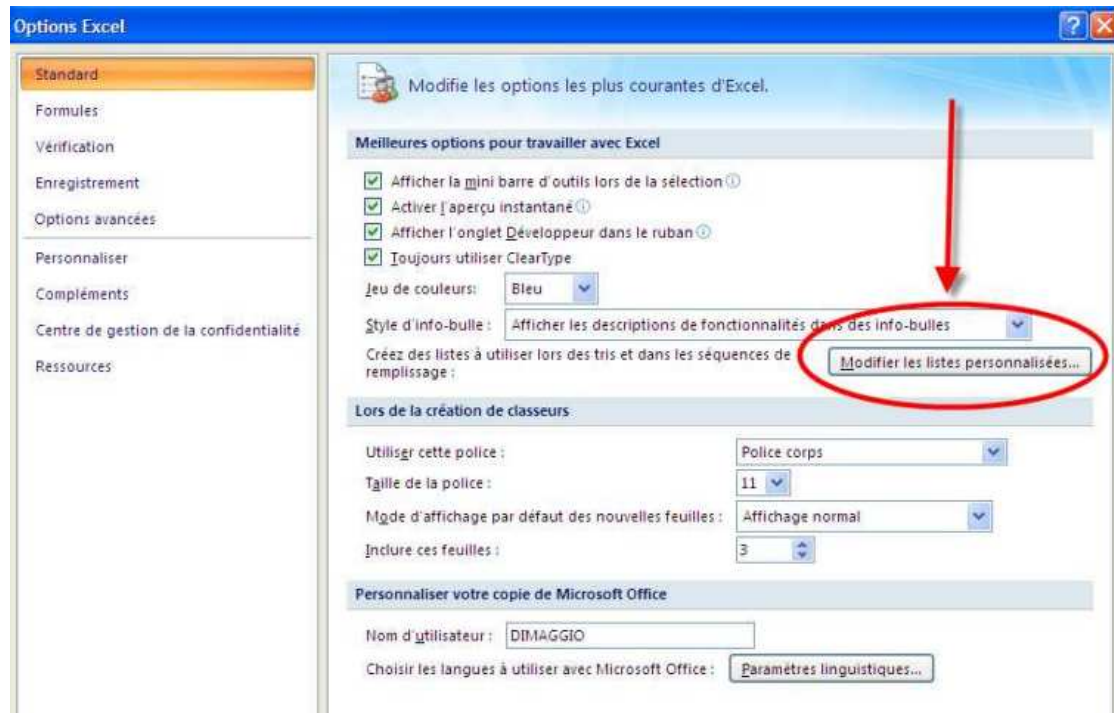 Options Excel
Standard
Formules
Vérification
Enregistrement
Options avancées
Personnaliser
Compléments
Centre de gestion de la confidentialité
Ressources
Modifie les options les plus courantes d'Excel.
Meilleures options pour travailler avec Excel
Afficher la mini barre d'outils lors de la sélection
Activer l'aperçu instantané
Afficher l'onglet Développeur dans le ruban
Toujours utiliser ClearType
Jeu de couleurs: Bleu
Style d'info-bulle : Afficher les descriptions de fonctionnalités dans des info-bulles
Créez des listes à utiliser lors des tris et dans les séquences de
remplissage :
Modifier les listes personnalisées...
Lors de la création de classeurs
Utiliser cette police : Police corps
Taille de la police : 11
Mode d'affichage par défaut des nouvelles feuilles : Affichage normal
Inclure ces feuilles : 3
Personnaliser votre copie de Microsoft Office
Nom d'utilisateur : DIMAGGIO
Choisir les langues à utiliser avec Microsoft Office : Paramètres linguistiques...